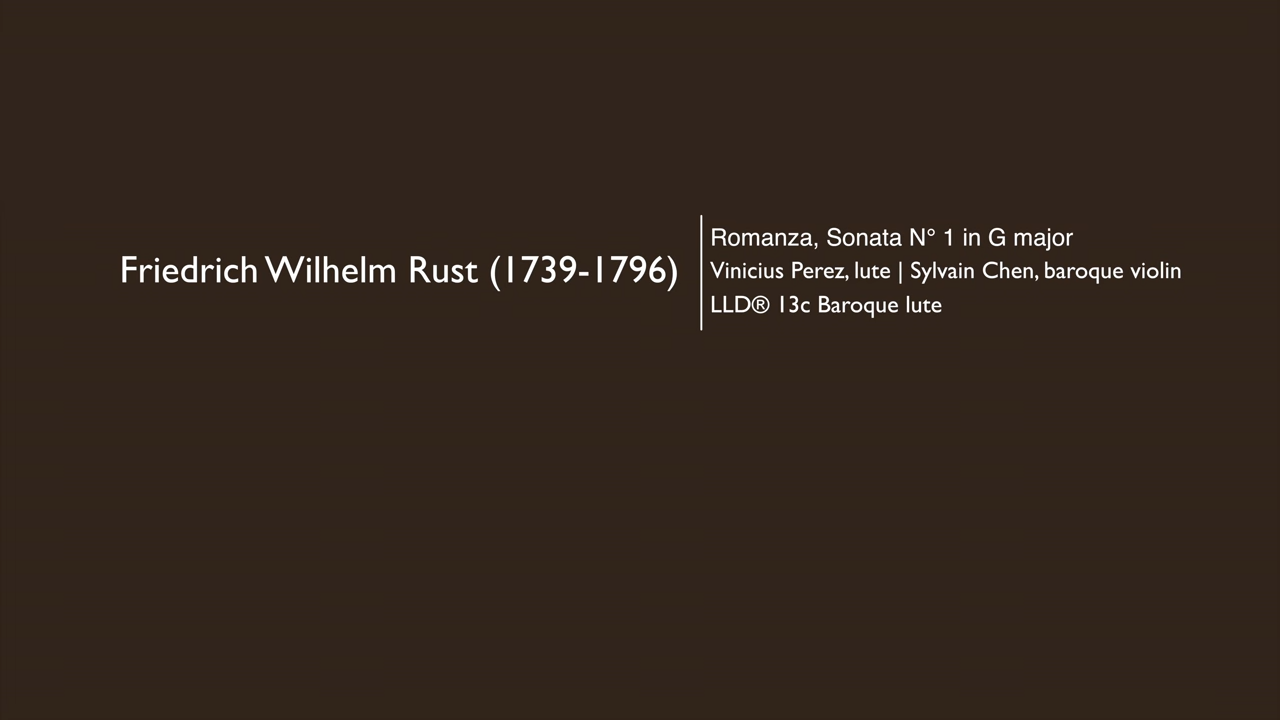 Friedrich Wilhelm Rust (1739-1796)
Romanza, Sonata N° 1 in G major
Vinicius Perez, lute | Sylvain Chen, baroque violin
LLD® 13c Baroque lute